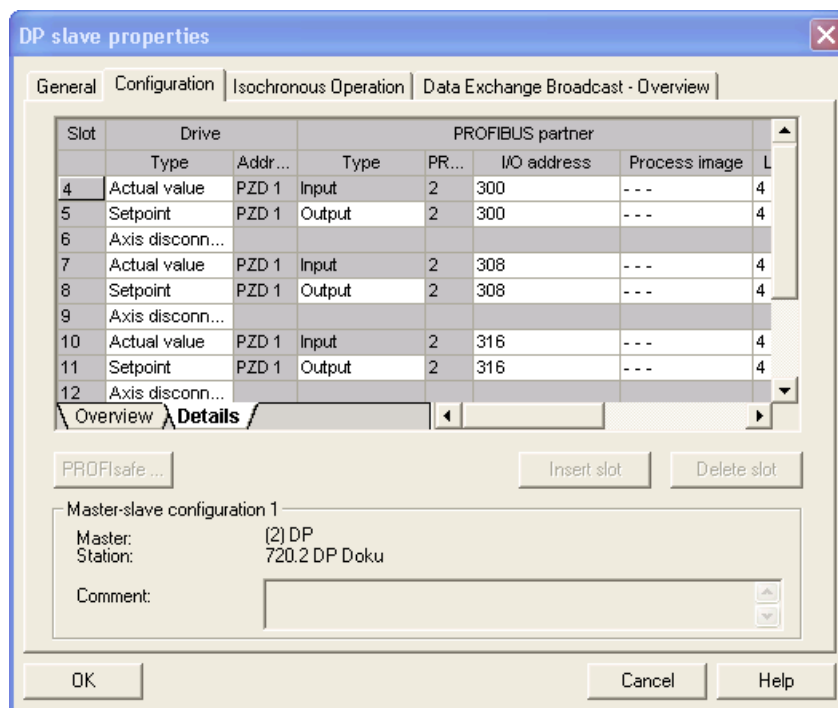 DP slave properties
General Configuration Isochronous Operation Data Exchange Broadcast - Overview
Slot Drive PROFIBUS partner
Type Addr... Type PR... I/O address Process image L
4 Actual value PZD 1 Input 2 300 - - - 4
5 Setpoint PZD 1 Output 2 300 - - - 4
6 Axis disconn...
7 Actual value PZD 1 Input 2 308 - - - 4
8 Setpoint PZD 1 Output 2 308 - - - 4
9 Axis disconn...
10 Actual value PZD 1 Input 2 316 - - - 4
11 Setpoint PZD 1 Output 2 316 - - - 4
12 Axis disconn...
Overview Details
PROFIsafe ... Insert slot Delete slot
Master-slave configuration 1
Master: (2) DP
Station: 720.2 DP Doku
Comment:
OK Cancel Help